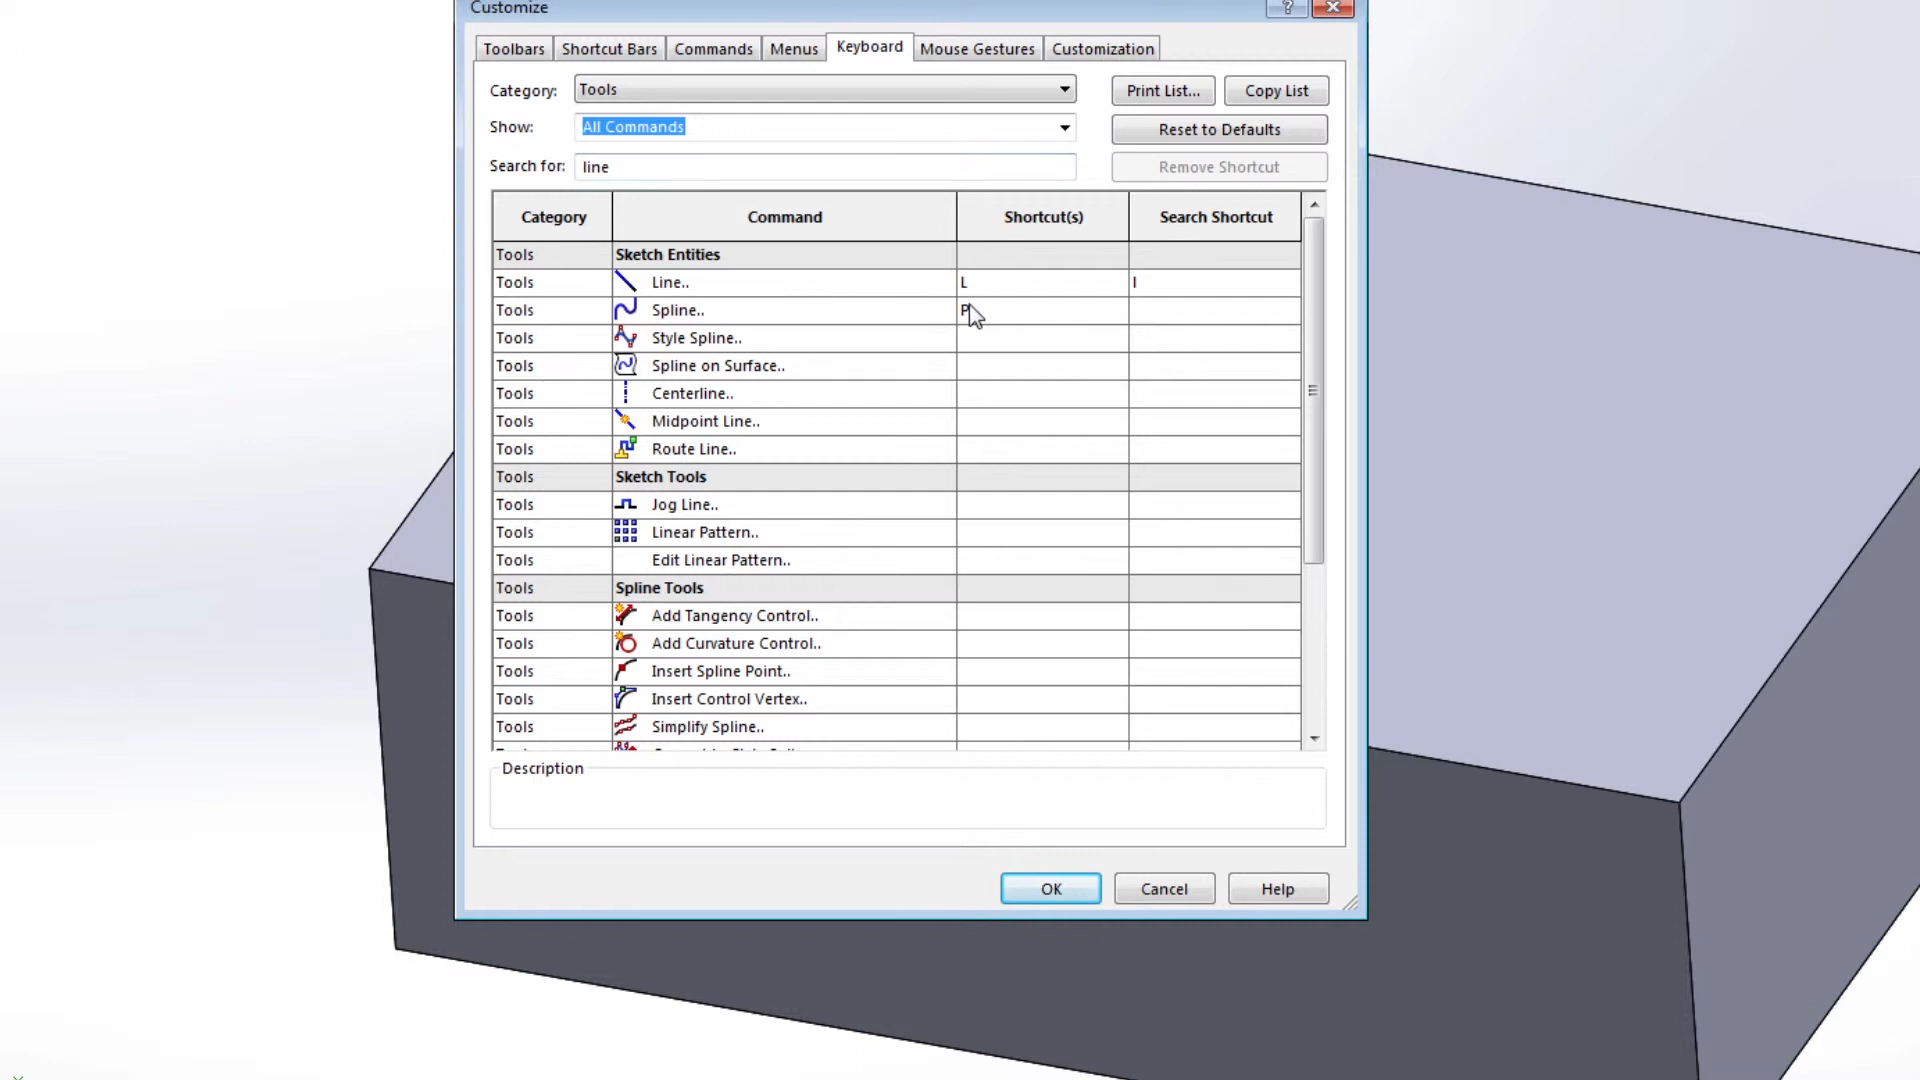 Customize
?
Toolbars Shortcut Bars Commands Menus Keyboard Mouse Gestures Customization
Category: Tools Print List... Copy List
Show: All Commands Reset to Defaults
Search for: line Remove Shortcut
Category Command Shortcut(s) Search Shortcut
Tools Sketch Entities
Tools Line.. L l
Tools Spline.. P
Tools Style Spline..
Tools Spline on Surface..
Tools Centerline..
Tools Midpoint Line..
Tools Route Line..
Tools Sketch Tools
Tools Jog Line..
Tools Linear Pattern..
Tools Edit Linear Pattern..
Tools Spline Tools
Tools Add Tangency Control..
Tools Add Curvature Control..
Tools Insert Spline Point..
Tools Insert Control Vertex..
Tools Simplify Spline..
Description
OK Cancel Help